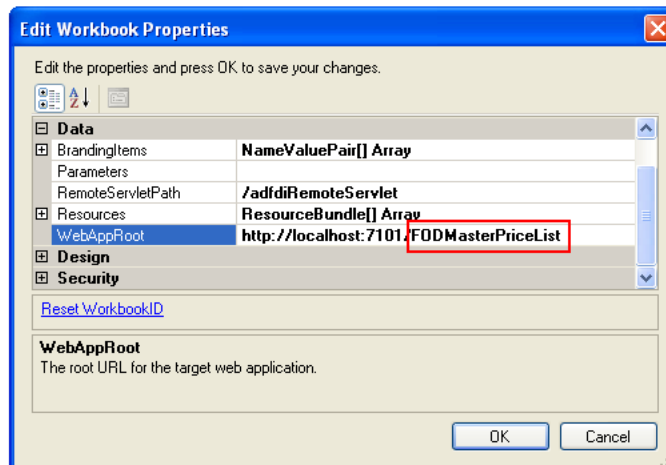 Edit Workbook Properties
Edit the properties and press OK to save your changes.
Data
BrandingItems NameValuePair[] Array
Parameters
RemoteServletPath /adfdiRemoteServlet
Resources ResourceBundle[] Array
WebAppRoot http://localhost:7101/FODMasterPriceList
Design
Security
Reset WorkbookID
WebAppRoot
The root URL for the target web application.
OK Cancel